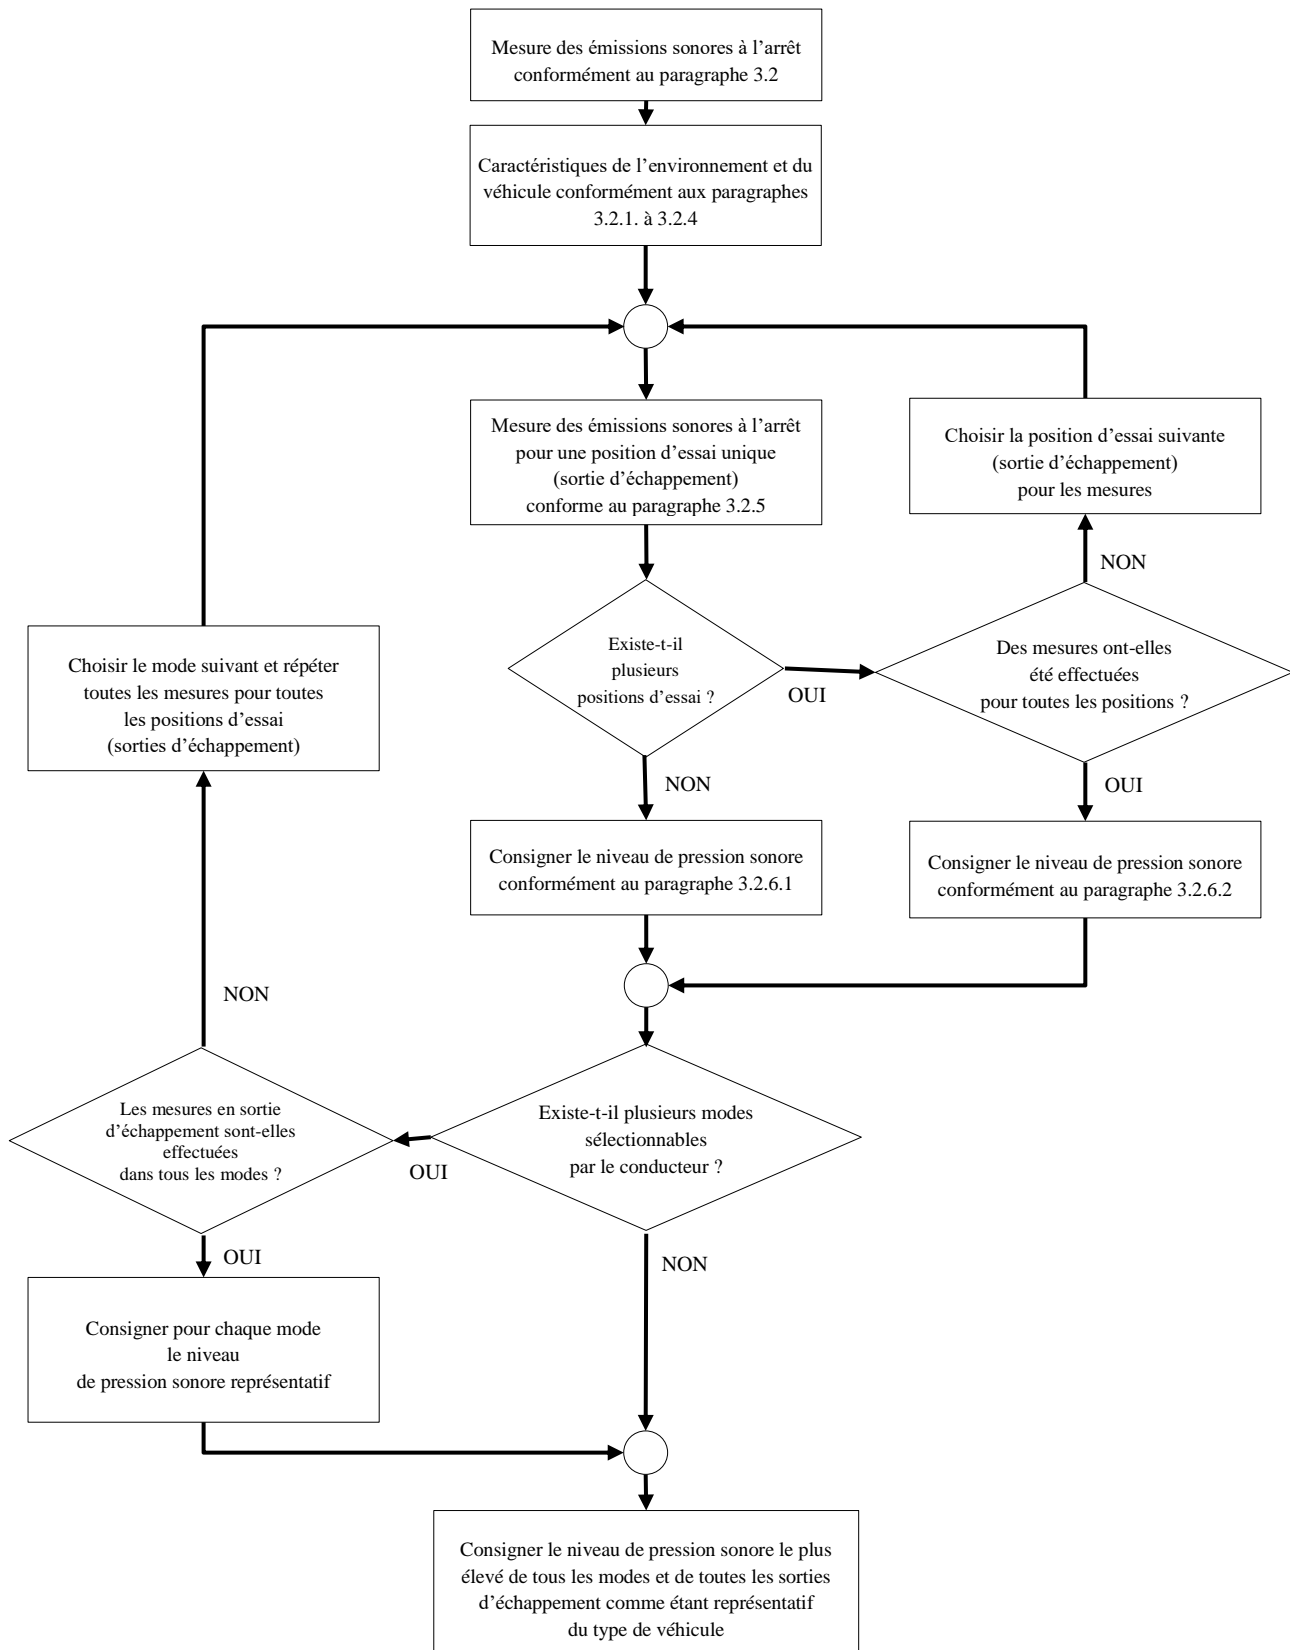 Mesure des émissions sonores à l’arrêt
conformément au paragraphe 3.2
Caractéristiques de l’environnement et du
véhicule conformément aux paragraphes
3.2.1. à 3.2.4
Mesure des émissions sonores à l’arrêt
pour une position d’essai unique
(sortie d’échappement)
conforme au paragraphe 3.2.5
Choisir la position d’essai suivante
(sortie d’échappement)
pour les mesures
NON
Existe-t-il
plusieurs
positions d’essai ?
OUI
Des mesures ont-elles
été effectuées
pour toutes les positions ?
Choisir le mode suivant et répéter
toutes les mesures pour toutes
les positions d’essai
(sorties d’échappement)
NON
OUI
Consigner le niveau de pression sonore
conformément au paragraphe 3.2.6.1
Consigner le niveau de pression sonore
conformément au paragraphe 3.2.6.2
NON
Les mesures en sortie
d’échappement sont-elles
effectuées
dans tous les modes ?
OUI
Existe-t-il plusieurs modes
sélectionnables
par le conducteur ?
OUI
NON
Consigner pour chaque mode
le niveau
de pression sonore représentatif
Consigner le niveau de pression sonore le plus
élevé de tous les modes et de toutes les sorties
d’échappement comme étant représentatif
du type de véhicule